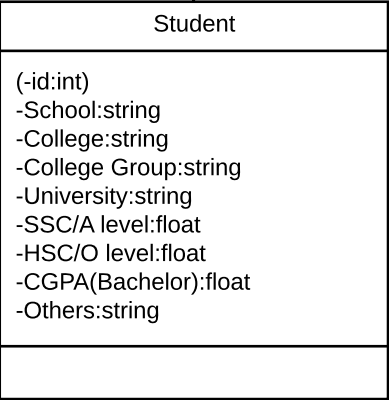 Student
(-id:int)
-School:string
-College:string
-College Group:string
-University:string
-SSC/A level:float
-HSC/O level:float
-CGPA(Bachelor):float
-Others:string